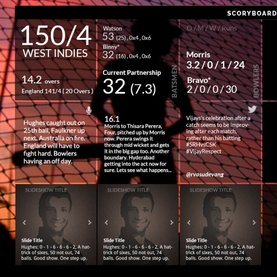 SCORYBOARD
150/4
WEST INDIES
14.2 overs
England 141/4 ( 20 Overs )
Watson
53 (25) , 0x4 , 0x6
Binny*
32 (16) , 0x4 , 0x6
Current Partnership
32 (7.3)
BATSMEN
O / M / W / Runs
Morris
3.2 / 0 / 1 / 24
Bravo*
2 / 0 / 0 / 30
BOWLERS
Hughes caught out on
25th ball, Faulkner up
next. Australia on fire.
England will have to
fight hard. Bowlers
having an off day.
16.1
Morris to Thisara Perera,
Four, pitched up by Morris
now. Perera swings it
through mid wicket and gets
it in the big gap too. Another
boundary. Hyderabad
getting into the act now for
sure. Lets see what happens...
Vijays's celebration after a
catch seems to be improv-
ing after each match,
rather than his batting.
#SRHvsCSK
#VijayRespect
@rvasudevang
SLIDESHOW TITLE
Slide Title
Hughes: 0 - 1 - 6 - 6 - 6 - 2, A hat-
trick of sixes, 50 not out, 74
balls. Good show. One step up.
SLIDESHOW TITLE
Slide Title
Hughes: 0 - 1 - 6 - 6 - 6 - 2, A hat-
trick of sixes, 50 not out, 74
balls. Good show. One step up.
SLIDESHOW TITLE
Slide Title
Hughes: 0 - 1 - 6 - 6 - 6 - 2, A hat-
trick of sixes, 50 not out, 74
balls. Good show. One step up.